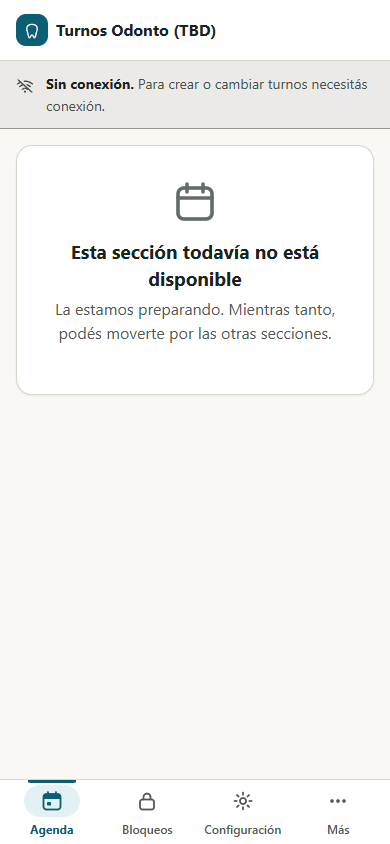 Turnos Odonto (TBD)
Sin conexión. Para crear o cambiar turnos necesitás
conexión.
Esta sección todavía no está
disponible
La estamos preparando. Mientras tanto,
podés moverte por las otras secciones.
Agenda
Bloqueos
Configuración
Más